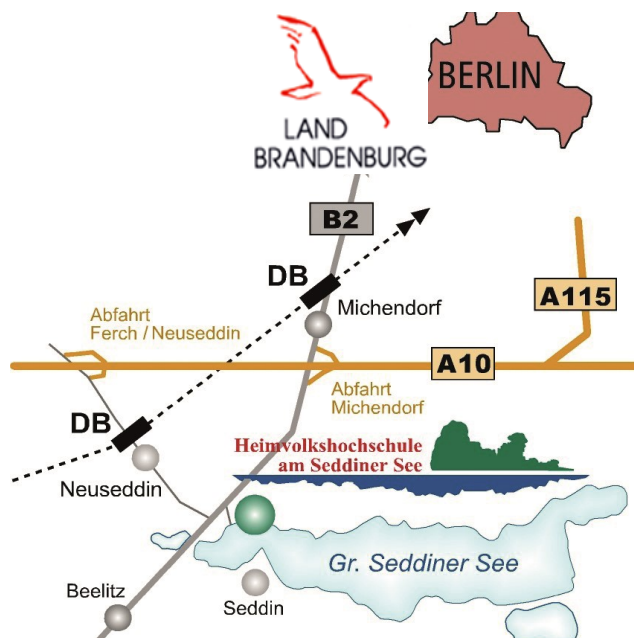 BERLIN
LAND
BRANDENBURG
B2
DB
Michendorf
A115
Abfahrt
Ferch / Neuseddin
A10
Abfahrt
Michendorf
DB
Heimvolkshochschule
am Seddiner See
Neuseddin
Gr. Seddiner See
Beelitz
Seddin